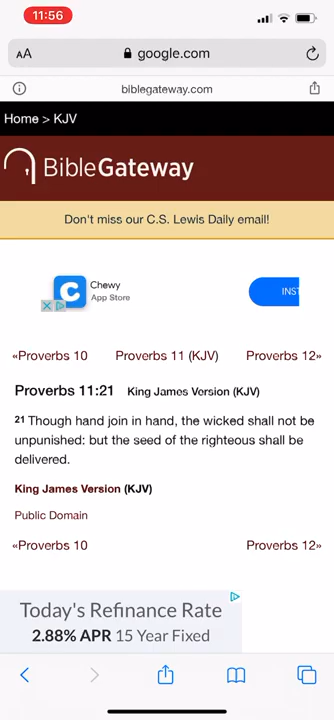 11:56
AA
google.com
biblegateway.com
Home > KJV
BibleGateway
Don't miss our C.S. Lewis Daily email!
Chewy
App Store
C
INST
«Proverbs 10 Proverbs 11 (KJV) Proverbs 12»
Proverbs 11:21 King James Version (KJV)
21 Though hand join in hand, the wicked shall not be
unpunished: but the seed of the righteous shall be
delivered.
King James Version (KJV)
Public Domain
«Proverbs 10 Proverbs 12»
Today's Refinance Rate
2.88% APR 15 Year Fixed